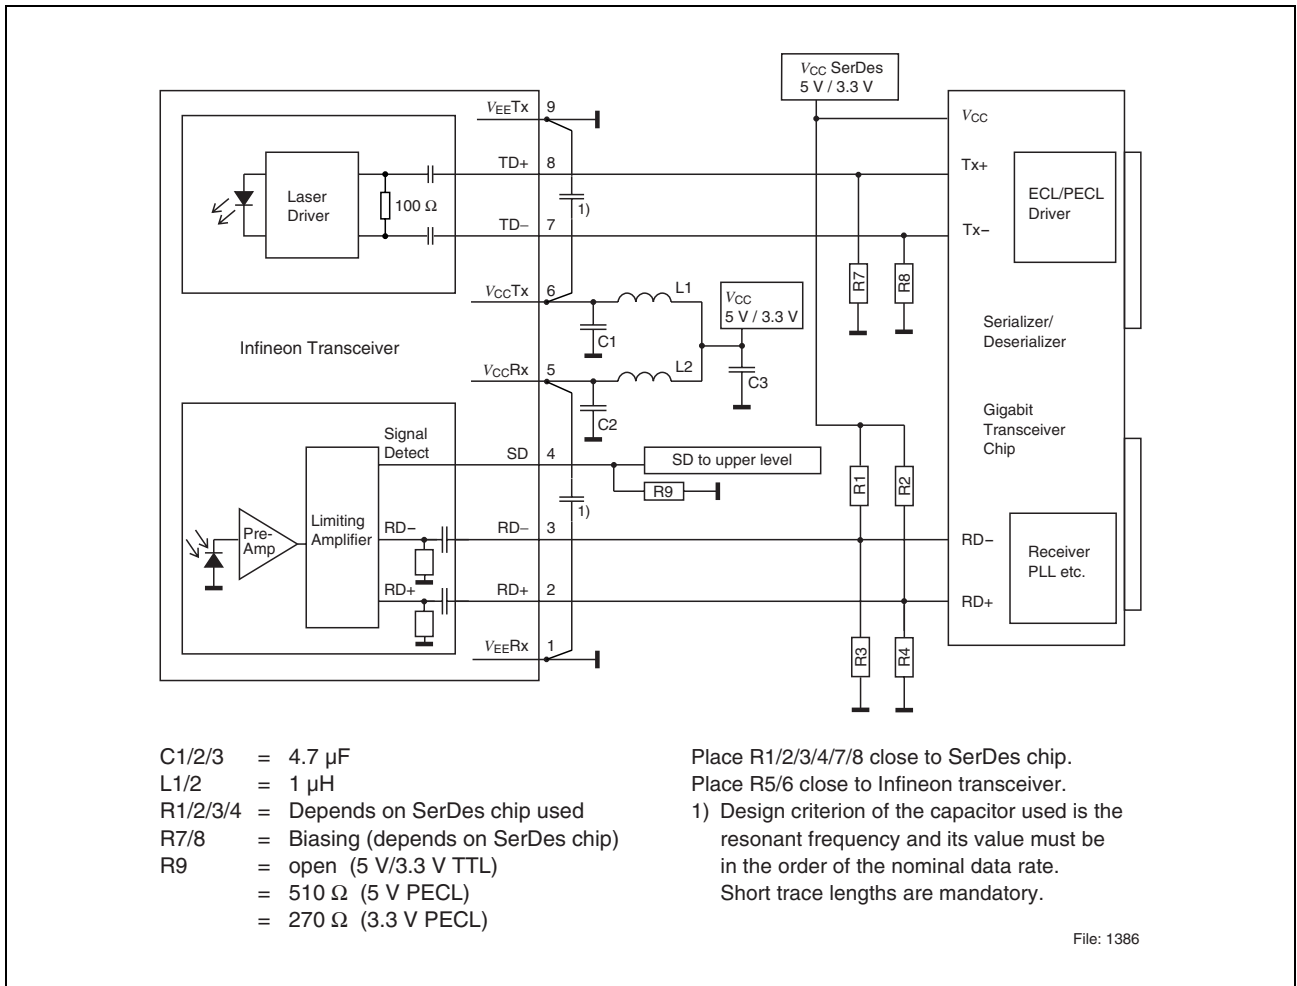 VCC SerDes
5 V / 3.3 V
VEETx 9
VCC
TD+ 8
Tx+
Laser
Driver
100 Ω
1)
ECL/PECL
Driver
TD− 7
Tx−
R7
R8
VCCTx 6
L1
VCC
5 V / 3.3 V
C1
Serializer/
Deserializer
Infineon Transceiver
VCCRx 5
L2
C3
C2
Gigabit
Transceiver
Chip
Signal
Detect
SD 4
SD to upper level
R9
R1
R2
1)
Pre-
Amp
Limiting
Amplifier
RD−
RD− 3
RD−
Receiver
PLL etc.
RD+
RD+ 2
RD+
VEERx 1
R3
R4
C1/2/3 = 4.7 µF
L1/2 = 1 µH
R1/2/3/4 = Depends on SerDes chip used
R7/8 = Biasing (depends on SerDes chip)
R9 = open (5 V/3.3 V TTL)
= 510 Ω (5 V PECL)
= 270 Ω (3.3 V PECL)
Place R1/2/3/4/7/8 close to SerDes chip.
Place R5/6 close to Infineon transceiver.
1) Design criterion of the capacitor used is the
resonant frequency and its value must be
in the order of the nominal data rate.
Short trace lengths are mandatory.
File: 1386